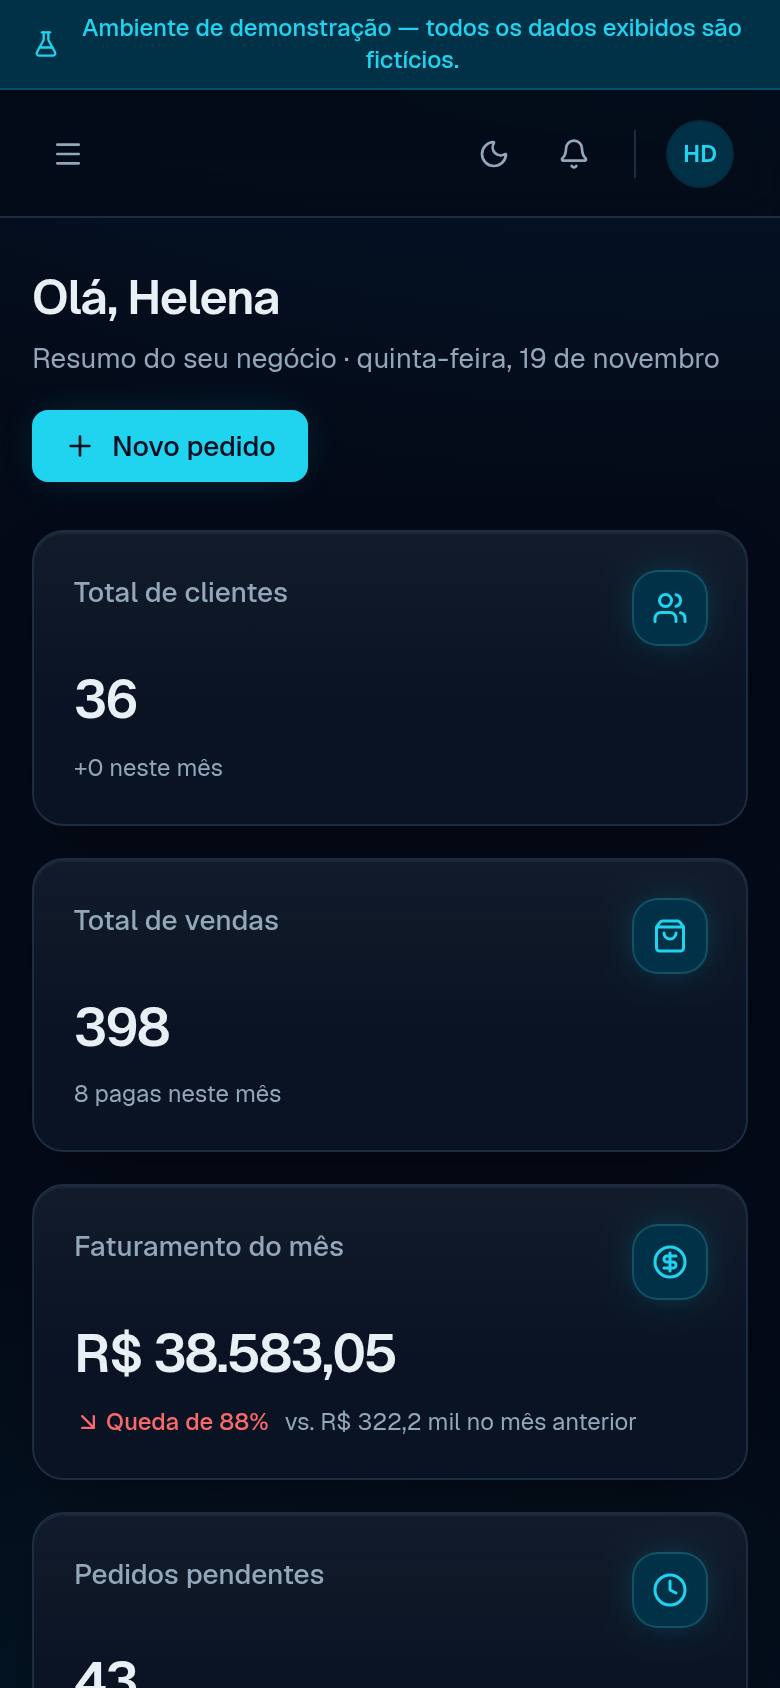 Ambiente de demonstração — todos os dados exibidos são
fictícios.
HD
Olá, Helena
Resumo do seu negócio · quinta-feira, 19 de novembro
Novo pedido
Total de clientes
36
+0 neste mês
Total de vendas
398
8 pagas neste mês
Faturamento do mês
R$ 38.583,05
Queda de 88% vs. R$ 322,2 mil no mês anterior
Pedidos pendentes
43